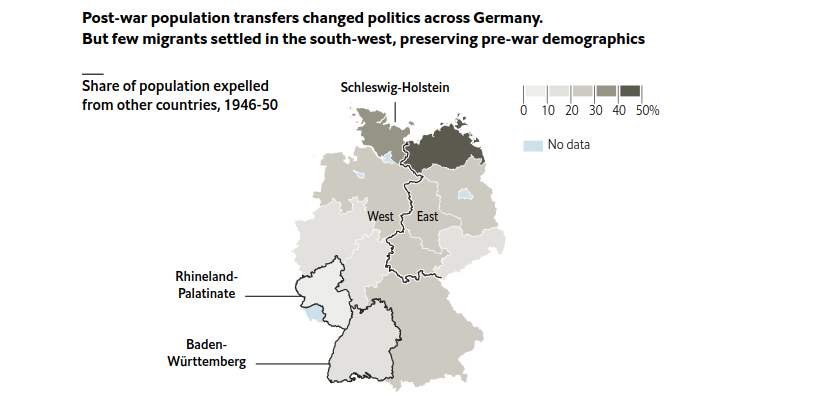 Post-war population transfers changed politics across Germany.
But few migrants settled in the south-west, preserving pre-war demographics
Share of population expelled
from other countries, 1946-50
Schleswig-Holstein
0 10 20 30 40 50%
No data
West
East
Rhineland-
Palatinate
Baden-
Württemberg